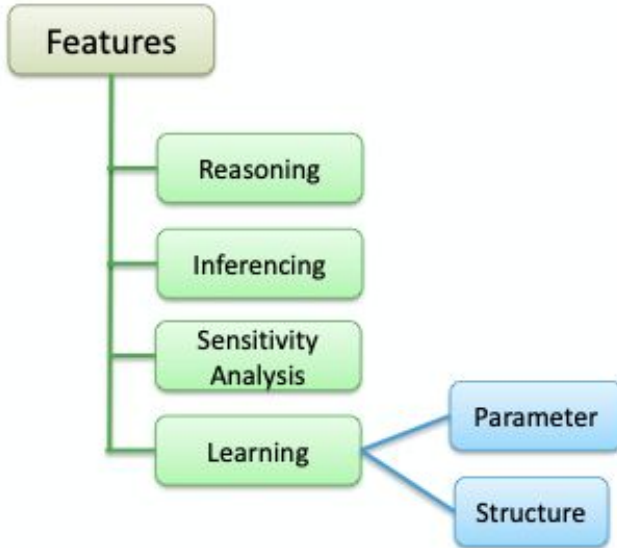 Features
Reasoning
Inferencing
Sensitivity
Analysis
Learning
Parameter
Structure